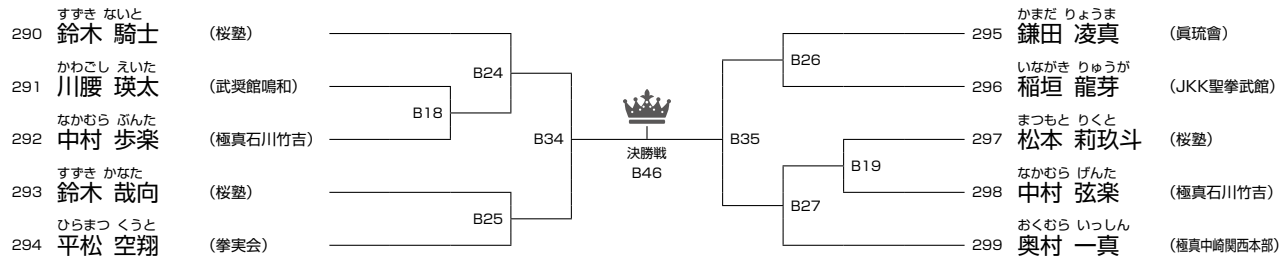 すずき ないと
290 鈴木 騎士 (桜塾)
かわごし えいた
291 川腰 瑛太 (武奨館鳴和)
なかむら ぶんた
292 中村 歩楽 (極真石川竹吉)
すずき かなた
293 鈴木 哉向 (桜塾)
ひらまつ くうと
294 平松 空翔 (拳実会)
B24
B18
B34
B25
決勝戦
B46
B26
B35
B19
B27
かまだ りょうま
295 鎌田 凌真 (眞琉會)
いながき りゅうが
296 稲垣 龍芽 (JKK聖拳武館)
まつもと りくと
297 松本 莉玖斗 (桜塾)
なかむら げんた
298 中村 弦楽 (極真石川竹吉)
おくむら いっしん
299 奥村 一真 (極真中崎関西本部)